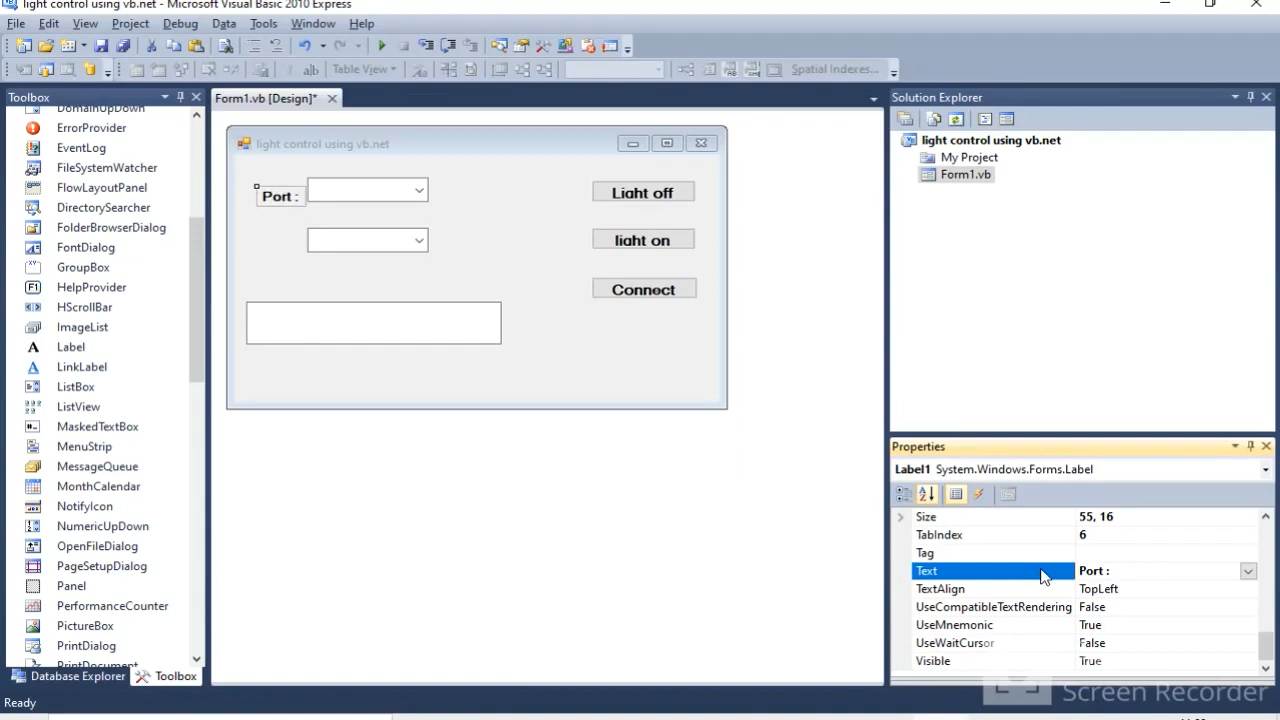 light control using vb.net - Microsoft Visual Basic 2010 Express
File Edit View Project Debug Data Tools Window Help
ab| Table View Spatial Indexes...
Toolbox
DomainUpDown
ErrorProvider
EventLog
FileSystemWatcher
FlowLayoutPanel
DirectorySearcher
FolderBrowserDialog
FontDialog
GroupBox
HelpProvider
HScrollBar
ImageList
Label
LinkLabel
ListBox
ListView
MaskedTextBox
MenuStrip
MessageQueue
MonthCalendar
NotifyIcon
NumericUpDown
OpenFileDialog
PageSetupDialog
Panel
PerformanceCounter
PictureBox
PrintDialog
PrintDocument
Database Explorer Toolbox
Form1.vb [Design]*
light control using vb.net
Port :
Light off
light on
Connect
Solution Explorer
light control using vb.net
My Project
Form1.vb
Properties
Label1 System.Windows.Forms.Label
Size 55, 16
TabIndex 6
Tag
Text Port :
TextAlign TopLeft
UseCompatibleTextRendering False
UseMnemonic True
UseWaitCursor False
Visible True
Screen Recorder
Ready